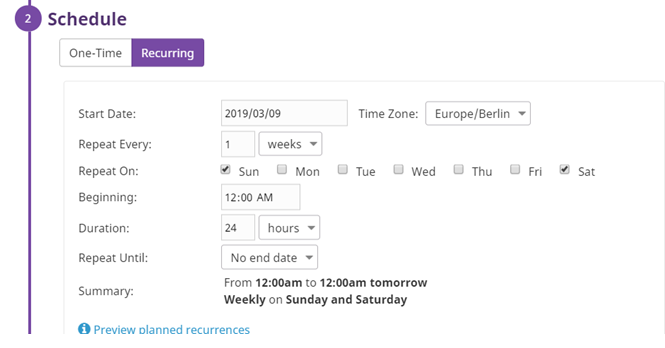 2 Schedule
One-Time Recurring
Start Date: 2019/03/09 Time Zone: Europe/Berlin
Repeat Every: 1 weeks
Repeat On: Sun Mon Tue Wed Thu Fri Sat
Beginning: 12:00 AM
Duration: 24 hours
Repeat Until: No end date
Summary: From 12:00am to 12:00am tomorrow
Weekly on Sunday and Saturday
Preview planned recurrences